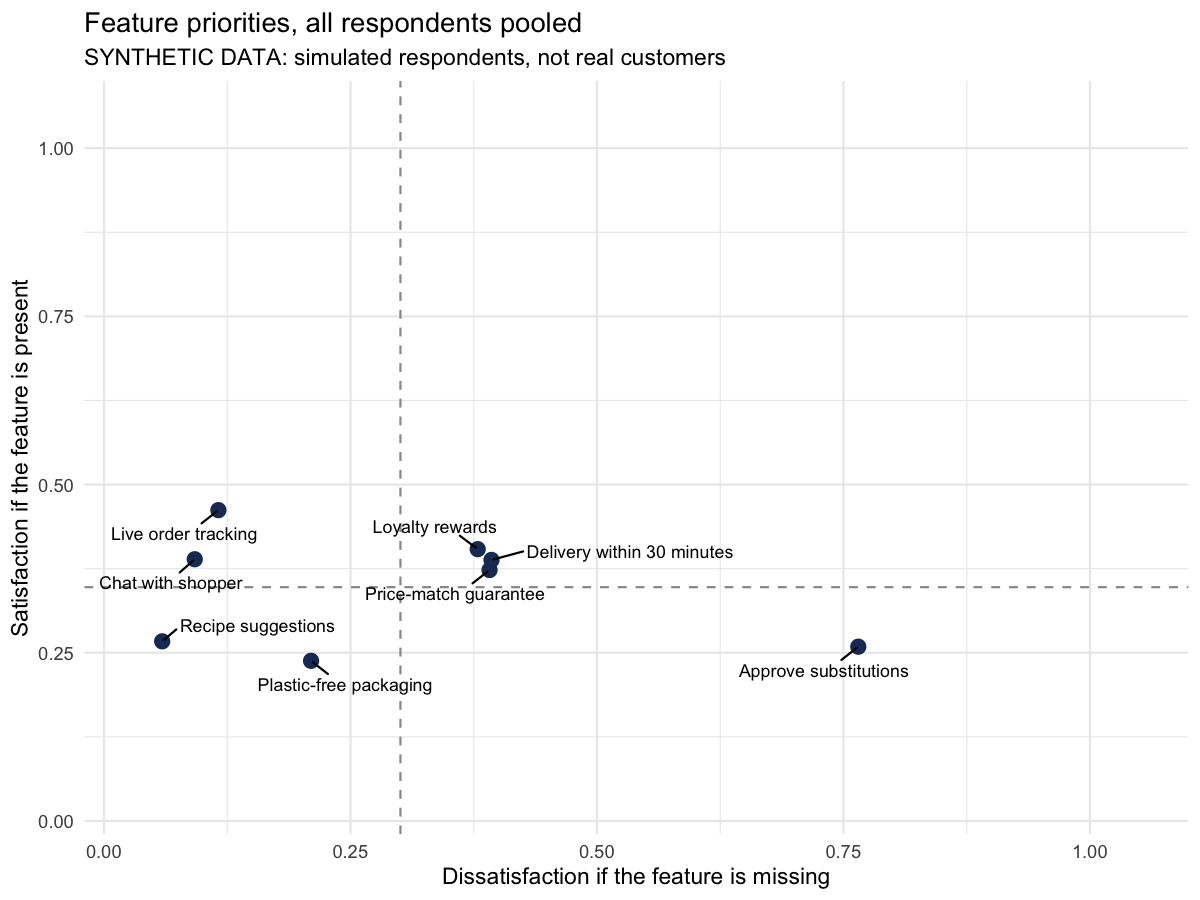 Feature priorities, all respondents pooled
SYNTHETIC DATA: simulated respondents, not real customers
Satisfaction if the feature is present
1.00
0.75
0.50
0.25
0.00
Live order tracking
Loyalty rewards
Delivery within 30 minutes
Chat with shopper
Price-match guarantee
Recipe suggestions
Approve substitutions
Plastic-free packaging
0.00
0.25
0.50
0.75
1.00
Dissatisfaction if the feature is missing